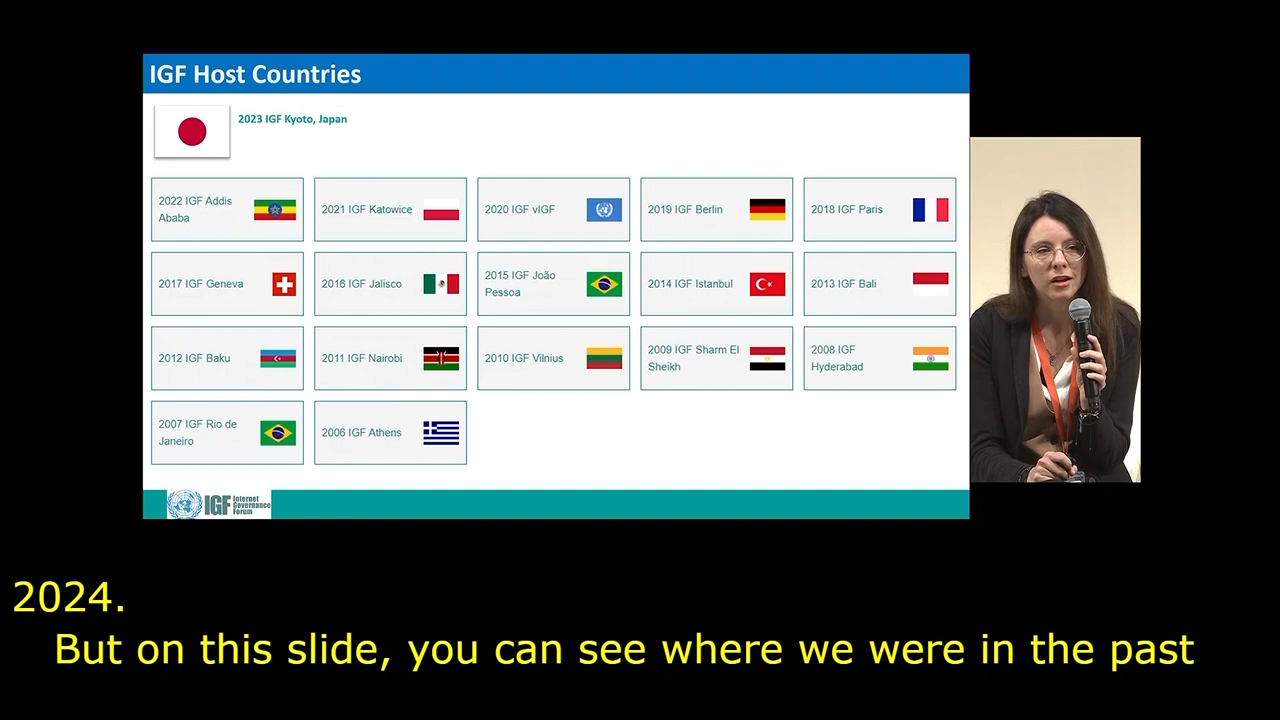 IGF Host Countries
2023 IGF Kyoto, Japan
2022 IGF Addis
Ababa
2021 IGF Katowice
2020 IGF vIGF
2019 IGF Berlin
2018 IGF Paris
2017 IGF Geneva
2016 IGF Jalisco
2015 IGF João
Pessoa
2014 IGF Istanbul
2013 IGF Bali
2012 IGF Baku
2011 IGF Nairobi
2010 IGF Vilnius
2009 IGF Sharm El
Sheikh
2008 IGF
Hyderabad
2007 IGF Rio de
Janeiro
2006 IGF Athens
IGF
Internet
Governance
Forum
2024.
But on this slide, you can see where we were in the past